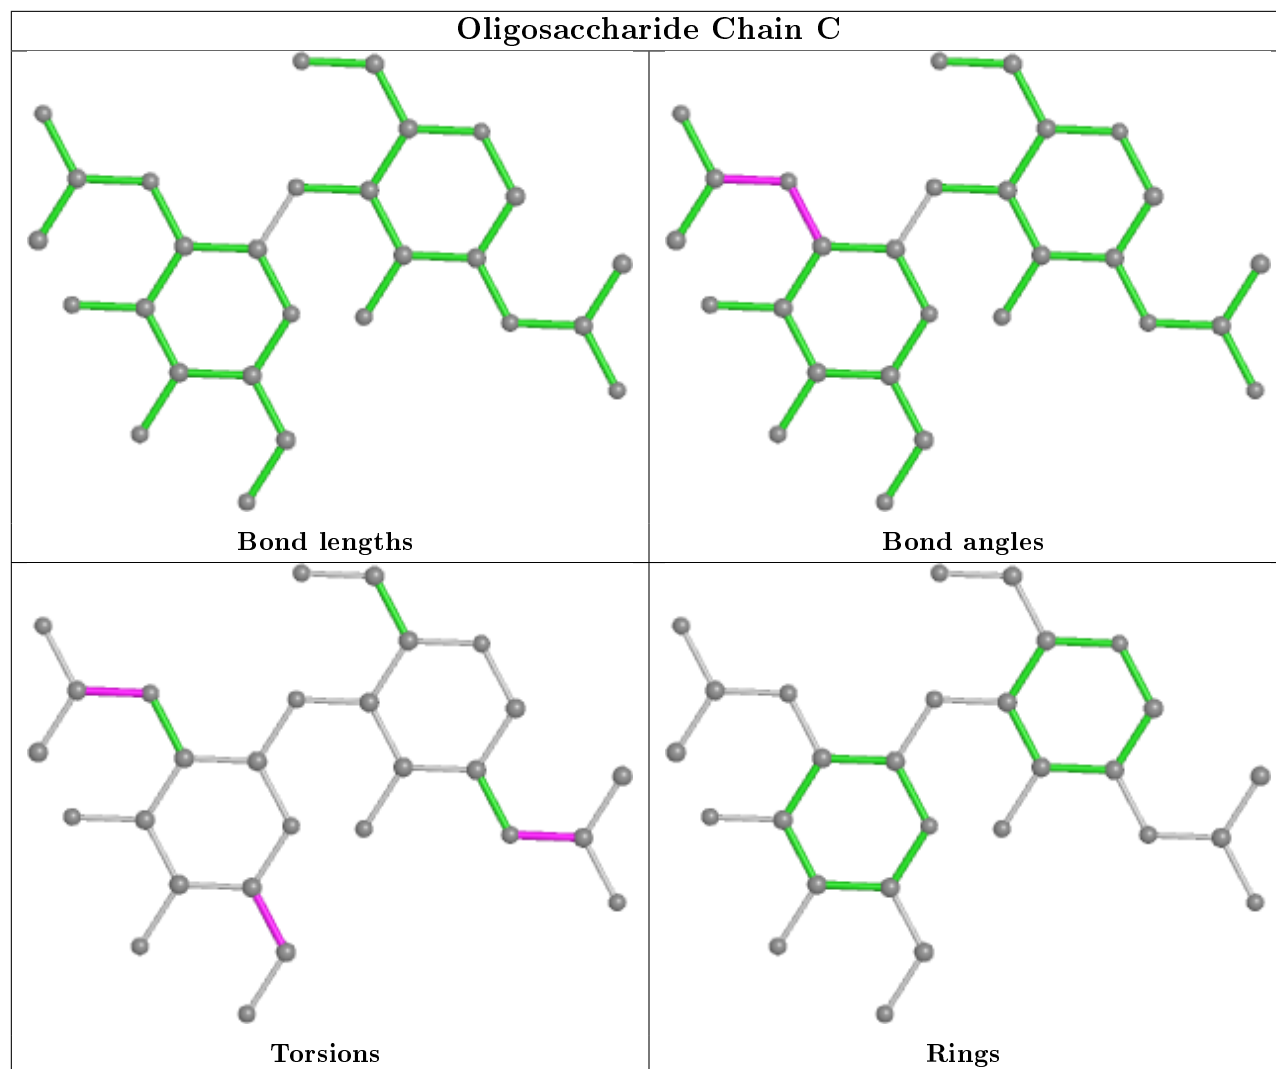 Oligosaccharide Chain C
Bond lengths
Bond angles
Torsions
Rings